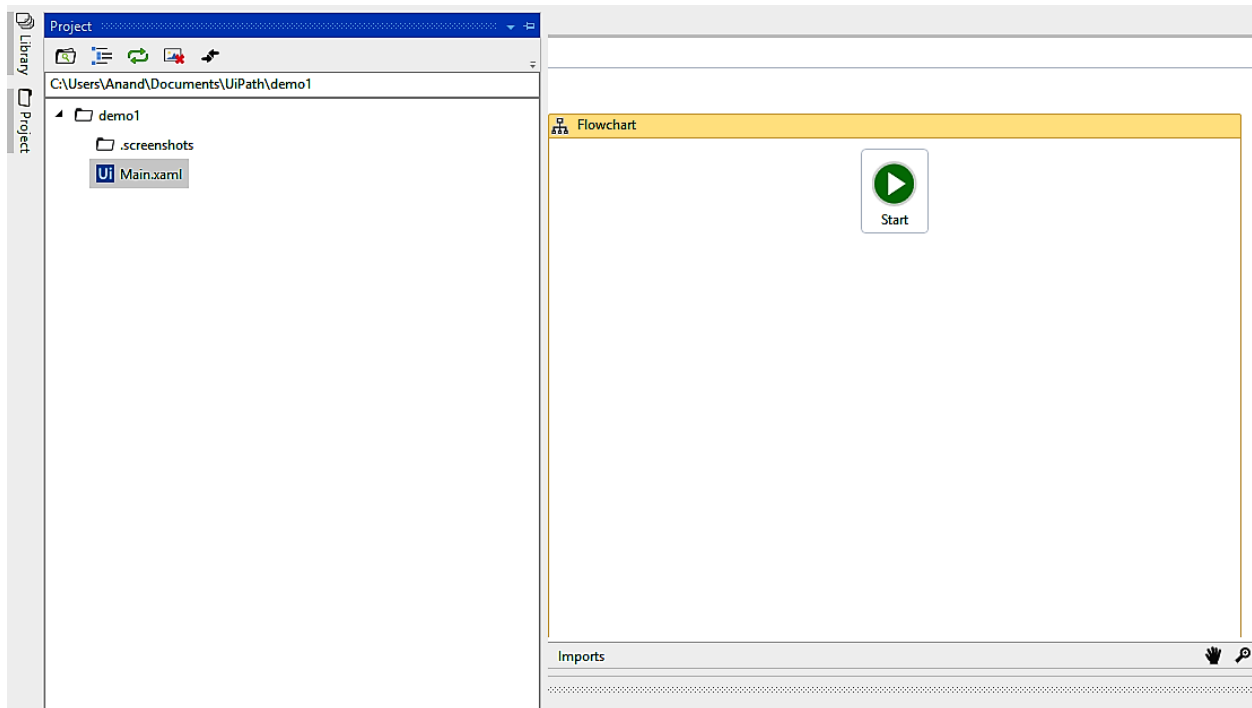 Library
Project
Project
C:\Users\Anand\Documents\UiPath\demo1
demo1
.screenshots
Ui Main.xaml
Flowchart
Start
Imports